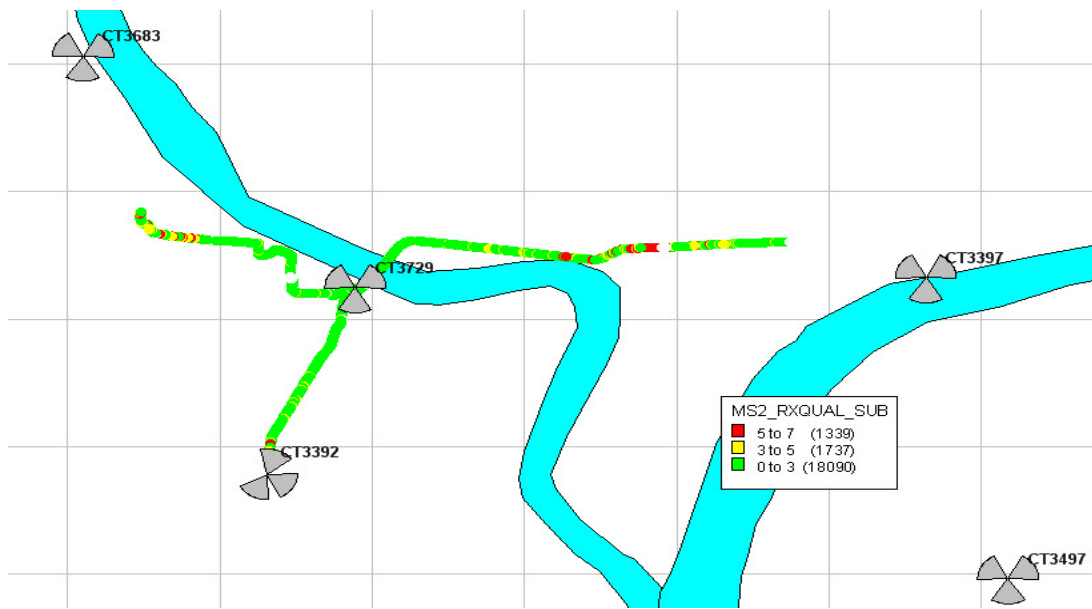 CT3683
CT3729
CT3397
CT3392
MS2_RXQUAL_SUB
5 to 7 (1339)
3 to 5 (1737)
0 to 3 (18090)
CT3497